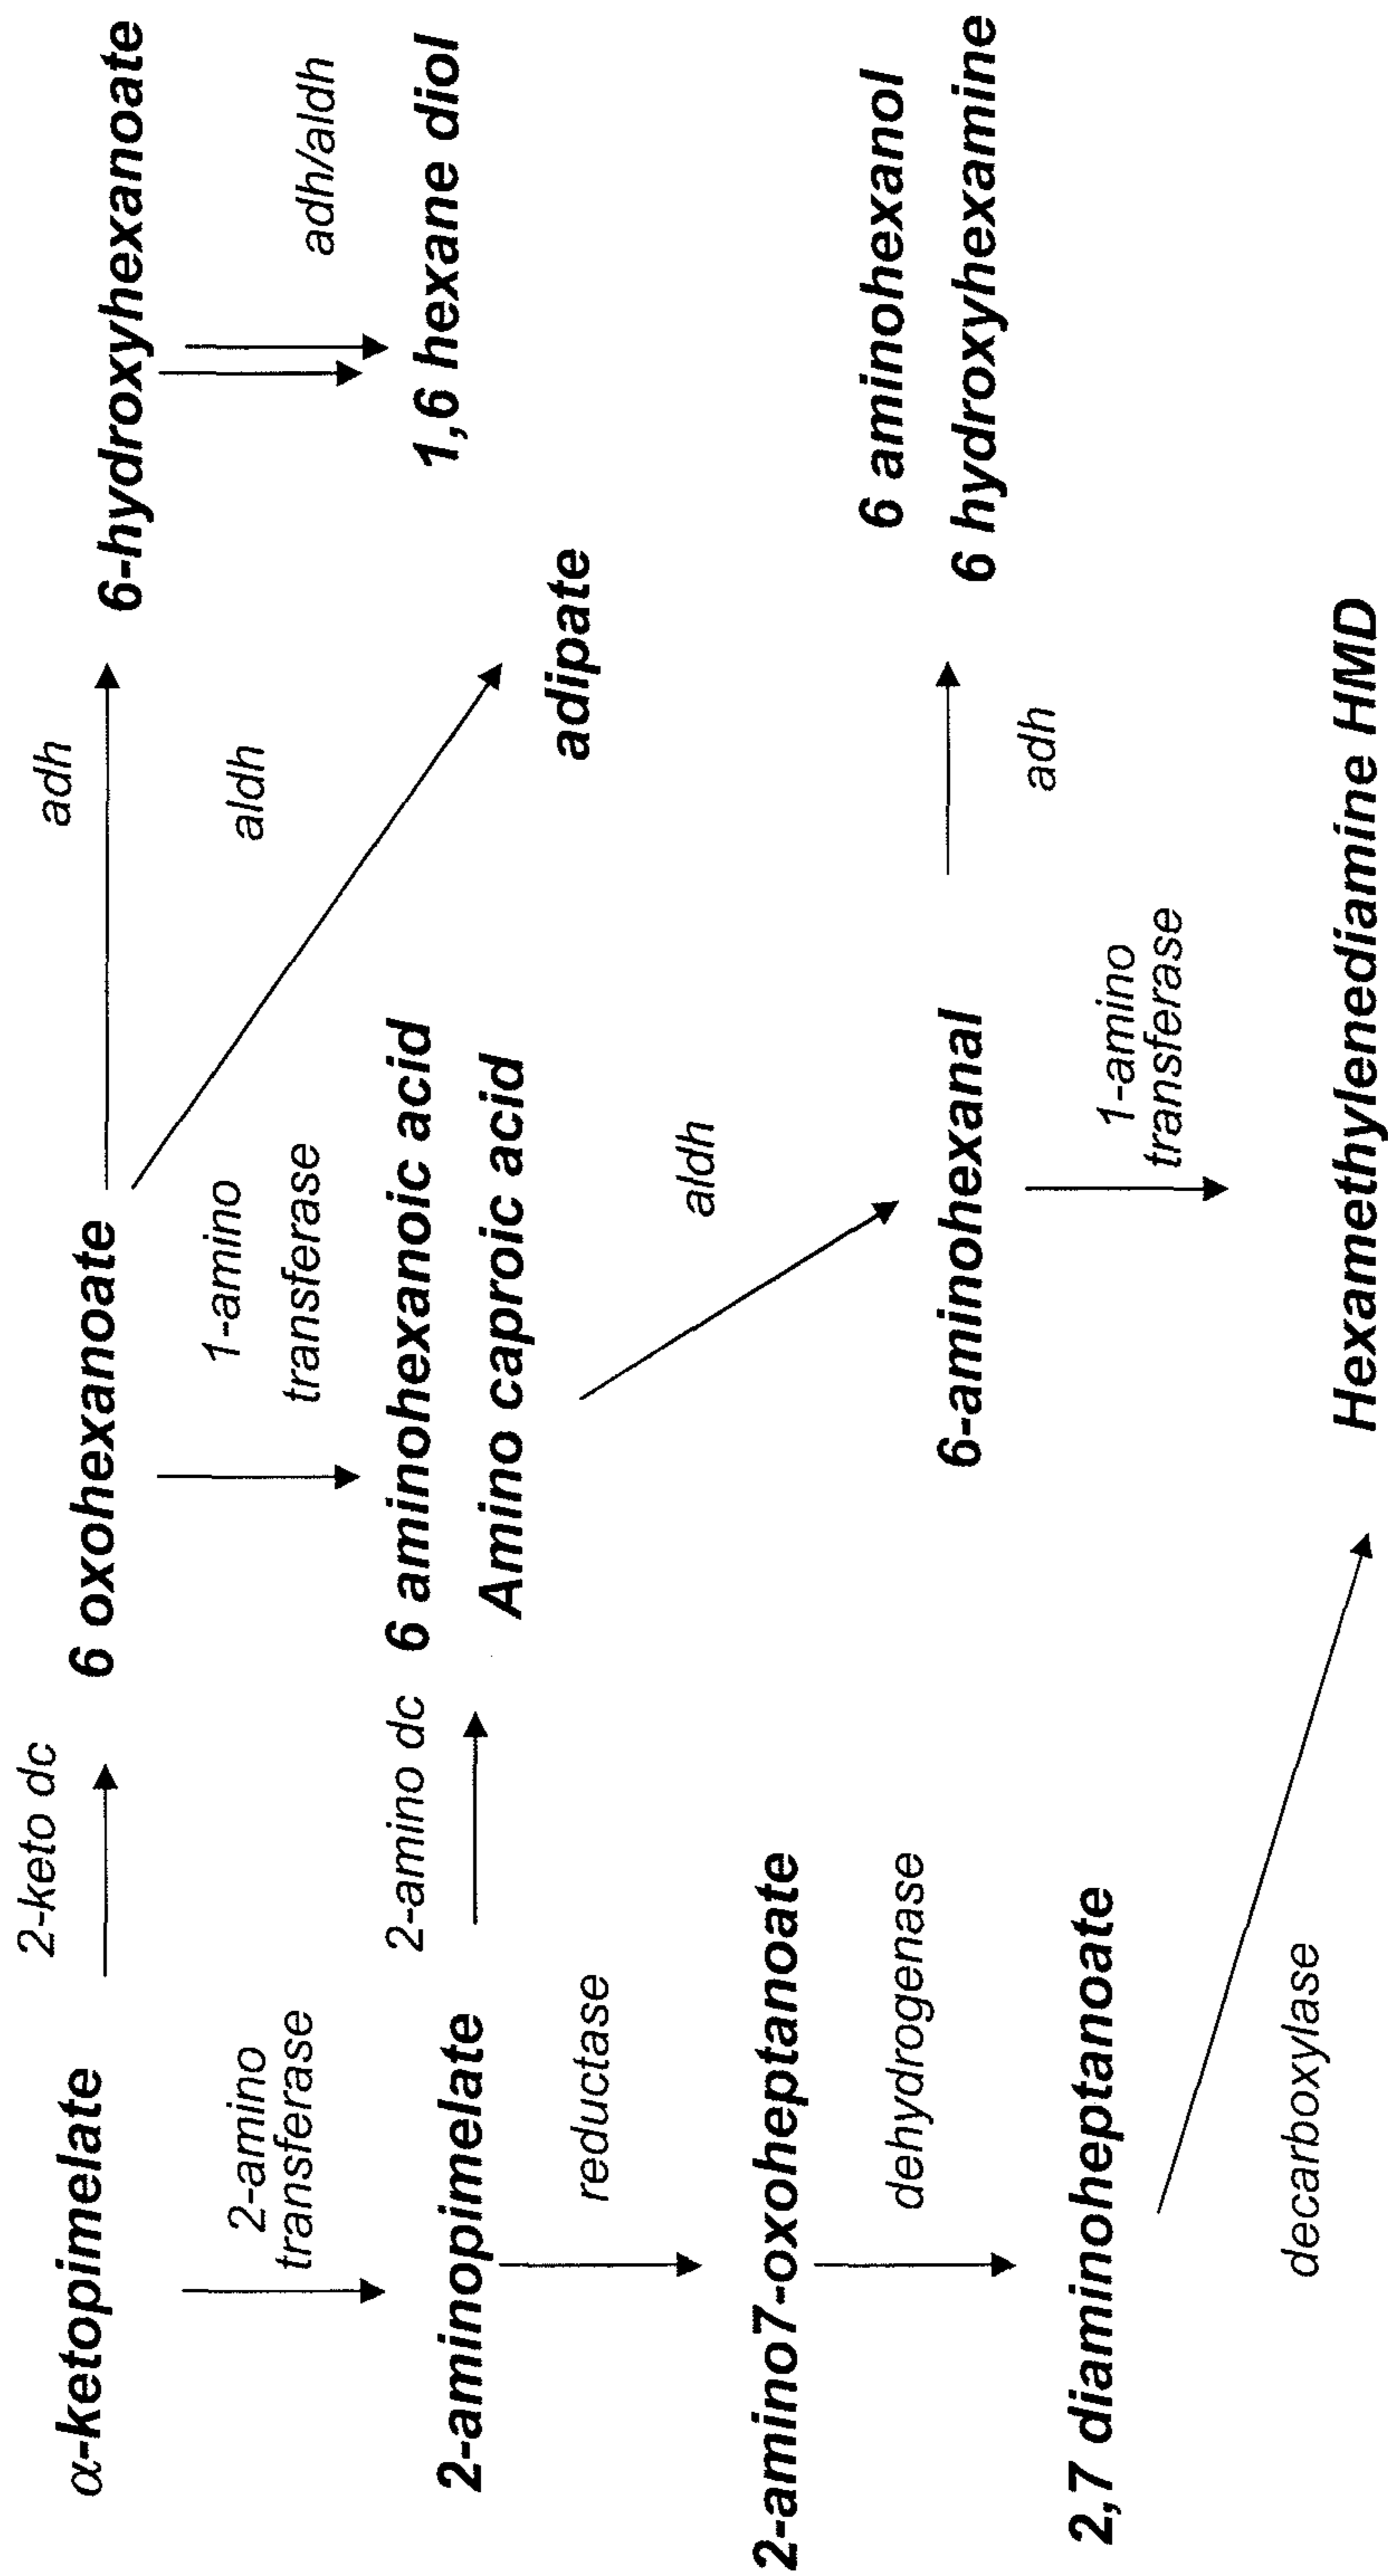 2-keto dc
adh
α-ketopimelate
6 oxohexanoate
6-hydroxyhexanoate
2-amino
transferase
1-amino
transferase
aldh
adh/aldh
2-amino dc
2-aminopimelate
6 aminohexanoic acid
Amino caproic acid
1,6 hexane diol
adipate
reductase
aldh
2-amino7-oxoheptanoate
6-aminohexanal
6 aminohexanol
6 hydroxyhexamine
adh
dehydrogenase
1-amino
transferase
2,7 diaminoheptanoate
decarboxylase
Hexamethylenediamine HMD